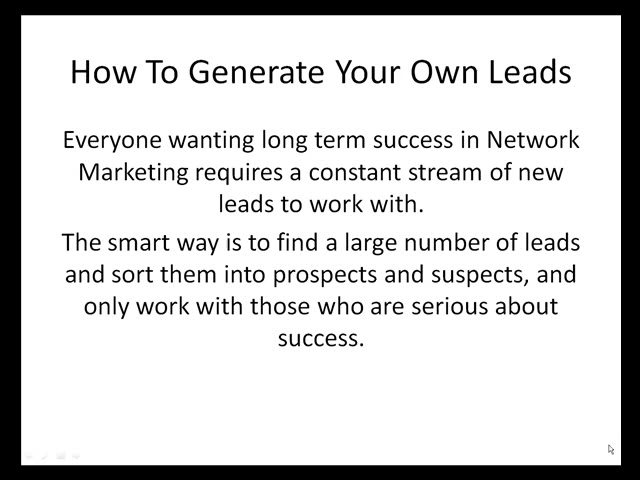 How To Generate Your Own Leads
Everyone wanting long term success in Network
Marketing requires a constant stream of new
leads to work with.
The smart way is to find a large number of leads
and sort them into prospects and suspects, and
only work with those who are serious about
success.